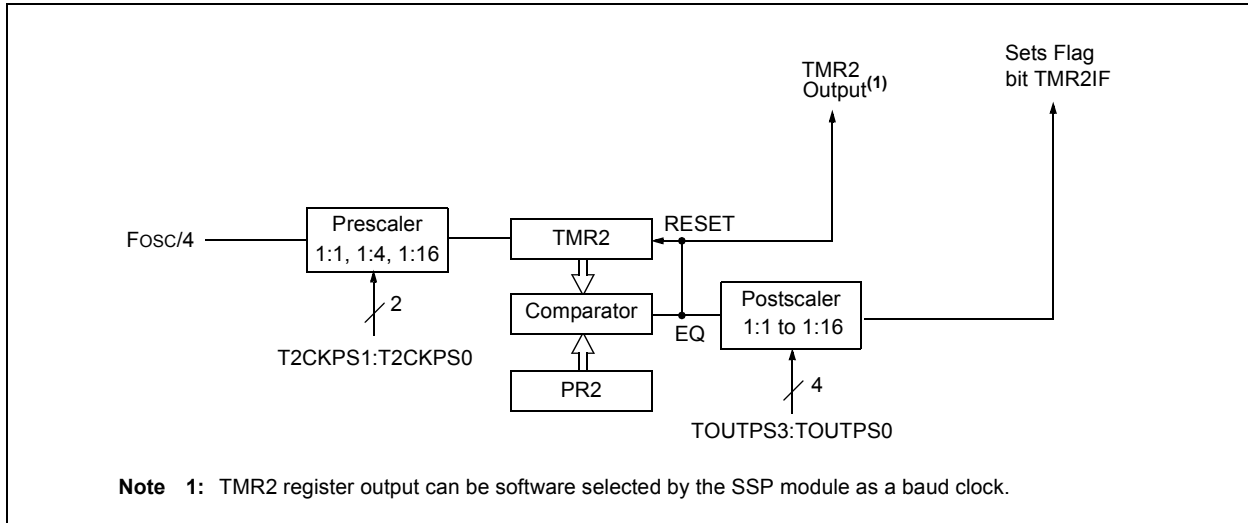 Sets Flag
bit TMR2IF
TMR2
Output(1)
RESET
Prescaler
1:1, 1:4, 1:16
FOSC/4
TMR2
2
T2CKPS1:T2CKPS0
Comparator
EQ
Postscaler
1:1 to 1:16
PR2
4
TOUTPS3:TOUTPS0
Note 1: TMR2 register output can be software selected by the SSP module as a baud clock.